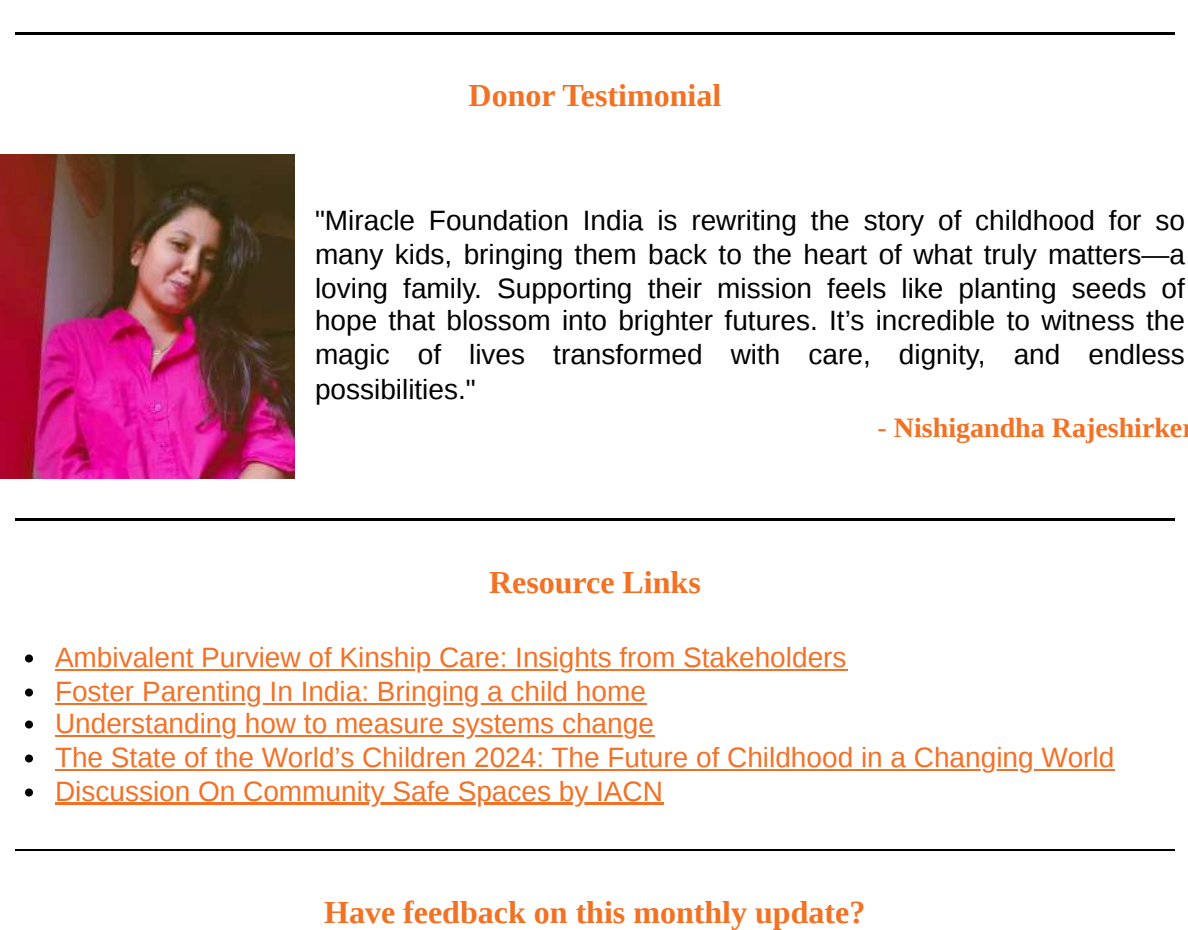 Donor Testimonial
"Miracle Foundation India is rewriting the story of childhood for so
many kids, bringing them back to the heart of what truly matters—a
loving family. Supporting their mission feels like planting seeds of
hope that blossom into brighter futures. It’s incredible to witness the
magic of lives transformed with care, dignity, and endless
possibilities."
- Nishigandha Rajeshirker
Resource Links
• Ambivalent Purview of Kinship Care: Insights from Stakeholders
• Foster Parenting In India: Bringing a child home
• Understanding how to measure systems change
• The State of the World’s Children 2024: The Future of Childhood in a Changing World
• Discussion On Community Safe Spaces by IACN
Have feedback on this monthly update?